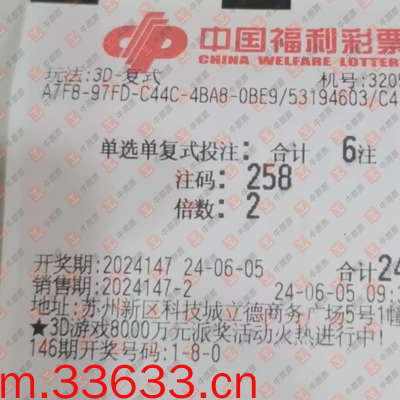 中国福利彩票
CHINA WELFARE LOTTER
玩法:3D-复式 机号:3205
A7F8-97FD-C44C-4BA8-0BE9/53194603/C4
单选单复式投注: 合计 6注
注码: 258
倍数: 2
开奖期:2024147 24-06-05 合计24
销售期:2024147-2 24-06-05 09:3
地址:苏州新区科技城立德商务广场5号1幢
★3D游戏8000万元派奖活动火热进行中!
146期开奖号码:1-8-0
m.33633.cn